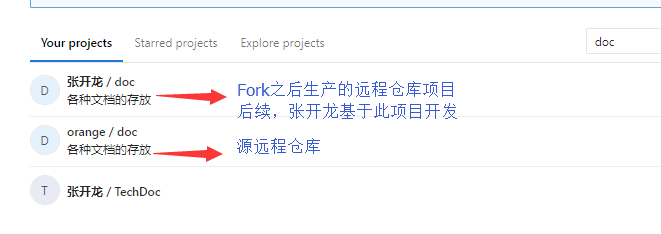 Your projects Starred projects Explore projects doc
D 张开龙 / doc
各种文档的存放
Fork之后生产的远程仓库项目
后续，张开龙基于此项目开发
D orange / doc
各种文档的存放
源远程仓库
T 张开龙 / TechDoc